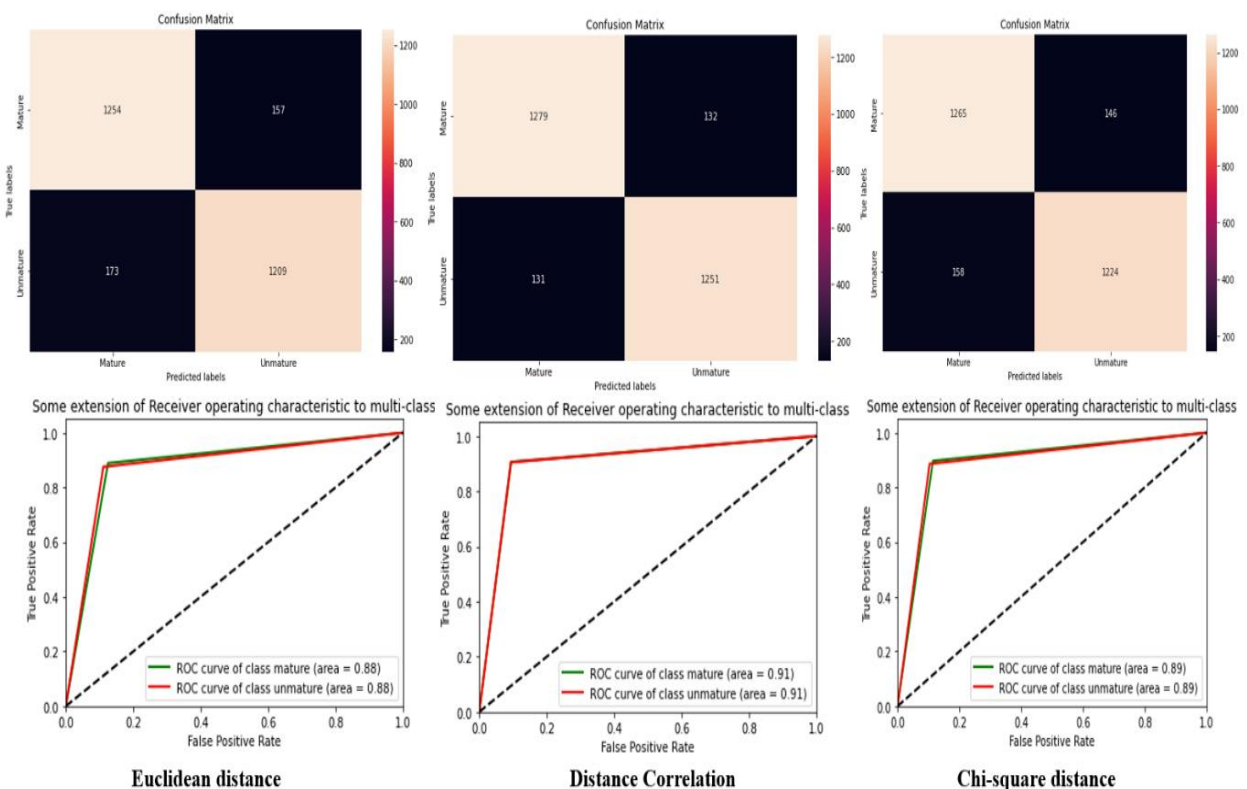 Confusion Matrix
1254
157
173
1209
Mature
Unmature
True labels
Mature
Unmature
Predicted labels
1200
1000
800
600
400
200
Confusion Matrix
1279
132
131
1251
Mature
Unmature
True labels
Mature
Unmature
Predicted labels
1200
1000
800
600
400
200
Confusion Matrix
1265
146
158
1224
Mature
Unmature
True labels
Mature
Unmature
Predicted labels
1200
1000
800
600
400
200
Some extension of Receiver operating characteristic to multi-class
1.0
0.8
0.6
0.4
0.2
0.0
True Positive Rate
ROC curve of class mature (area = 0.88)
ROC curve of class unmature (area = 0.88)
0.0 0.2 0.4 0.6 0.8 1.0
False Positive Rate
Euclidean distance
Some extension of Receiver operating characteristic to multi-class
1.0
0.8
0.6
0.4
0.2
0.0
True Positive Rate
ROC curve of class mature (area = 0.91)
ROC curve of class unmature (area = 0.91)
0.0 0.2 0.4 0.6 0.8 1.0
False Positive Rate
Distance Correlation
Some extension of Receiver operating characteristic to multi-class
1.0
0.8
0.6
0.4
0.2
0.0
True Positive Rate
ROC curve of class mature (area = 0.89)
ROC curve of class unmature (area = 0.89)
0.0 0.2 0.4 0.6 0.8 1.0
False Positive Rate
Chi-square distance